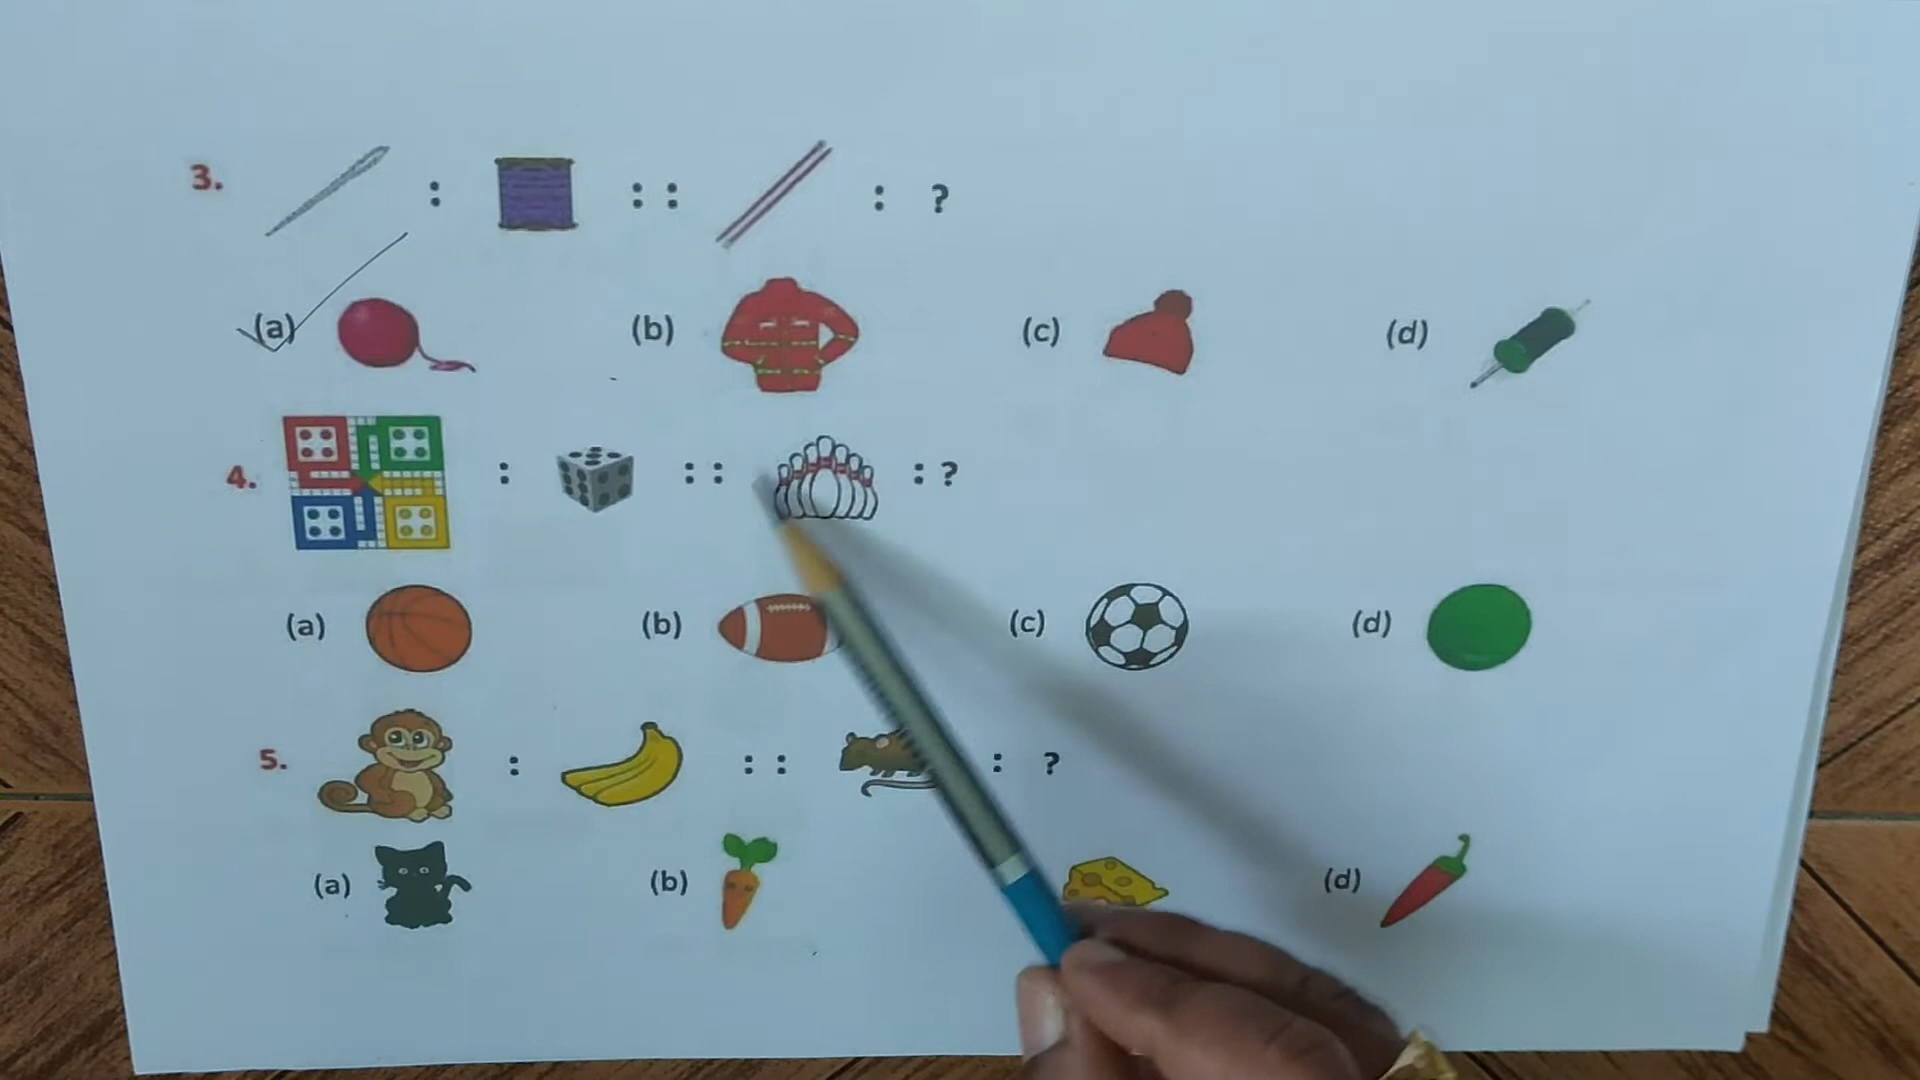 3. : : : : ?
(a) (b) (c) (d)
4. : : : : ?
(a) (b) (c) (d)
5. : : : : ?
(a) (b) (d)